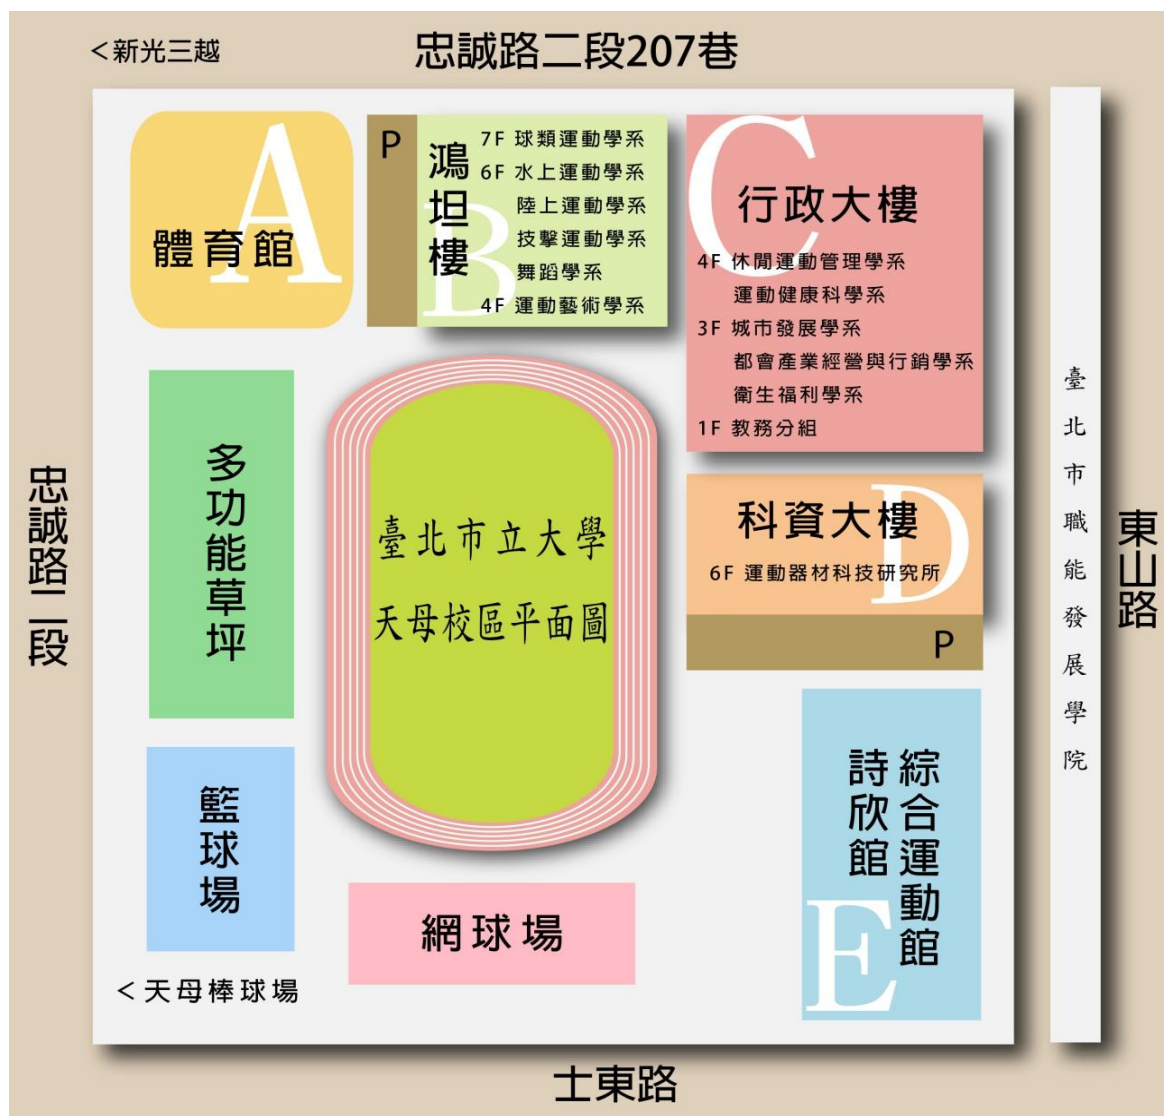 <新光三越
忠誠路二段207巷
A
體育館
P
B
鴻坦樓
7F 球類運動學系
6F 水上運動學系
陸上運動學系
技擊運動學系
舞蹈學系
4F 運動藝術學系
C
行政大樓
4F 休閒運動管理學系
運動健康科學系
3F 城市發展學系
都會產業經營與行銷學系
衛生福利學系
1F 教務分組
D
科資大樓
6F 運動器材科技研究所
P
忠誠路二段
多功能草坪
臺北市立大學
天母校區平面圖
臺北市職能發展學院
東山路
籃球場
網球場
E
綜合運動館
詩欣館
<天母棒球場
士東路